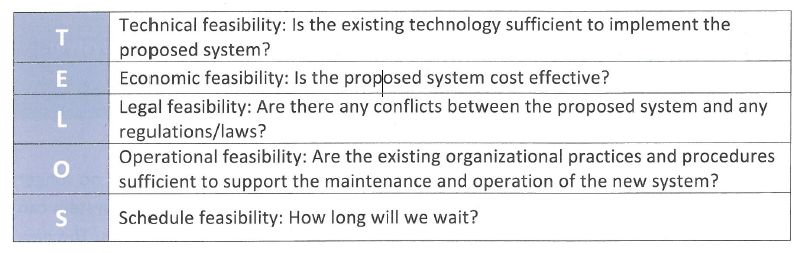 T
Technical feasibility: Is the existing technology sufficient to implement the
proposed system?
E
Economic feasibility: Is the proposed system cost effective?
L
Legal feasibility: Are there any conflicts between the proposed system and any
regulations/laws?
O
Operational feasibility: Are the existing organizational practices and procedures
sufficient to support the maintenance and operation of the new system?
S
Schedule feasibility: How long will we wait?